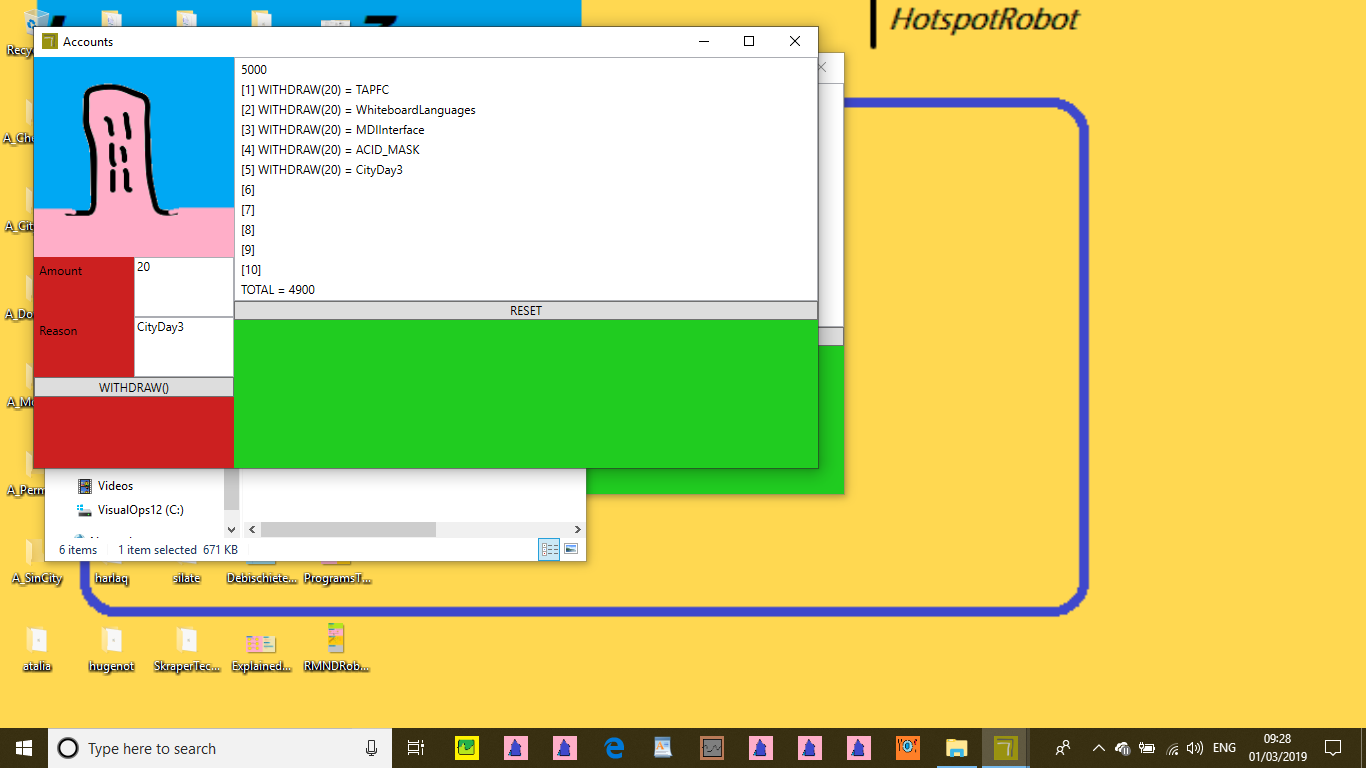 HotspotRobot
Recy
Accounts
5000
[1] WITHDRAW(20) = TAPFC
[2] WITHDRAW(20) = WhiteboardLanguages
[3] WITHDRAW(20) = MDIInterface
[4] WITHDRAW(20) = ACID_MASK
[5] WITHDRAW(20) = CityDay3
[6]
[7]
[8]
[9]
[10]
TOTAL = 4900
RESET
Amount
20
Reason
CityDay3
WITHDRAW()
A_Che
A_Cit
A_Do
A_Mo
A_Perm
Videos
VisualOps12 (C:)
6 items
1 item selected 671 KB
A_SinCity
harlaq
silate
Debischiete...
ProgramsT...
atalia
hugenot
SkraperTec...
Explained...
RMNDRob...
Type here to search
ENG
09:28
01/03/2019